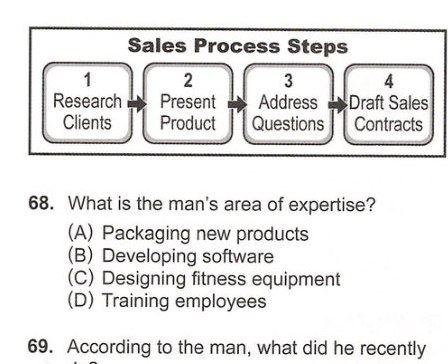 Sales Process Steps
1
Research
Clients
2
Present
Product
3
Address
Questions
4
Draft Sales
Contracts
68. What is the man's area of expertise?
(A) Packaging new products
(B) Developing software
(C) Designing fitness equipment
(D) Training employees
69. According to the man, what did he recently